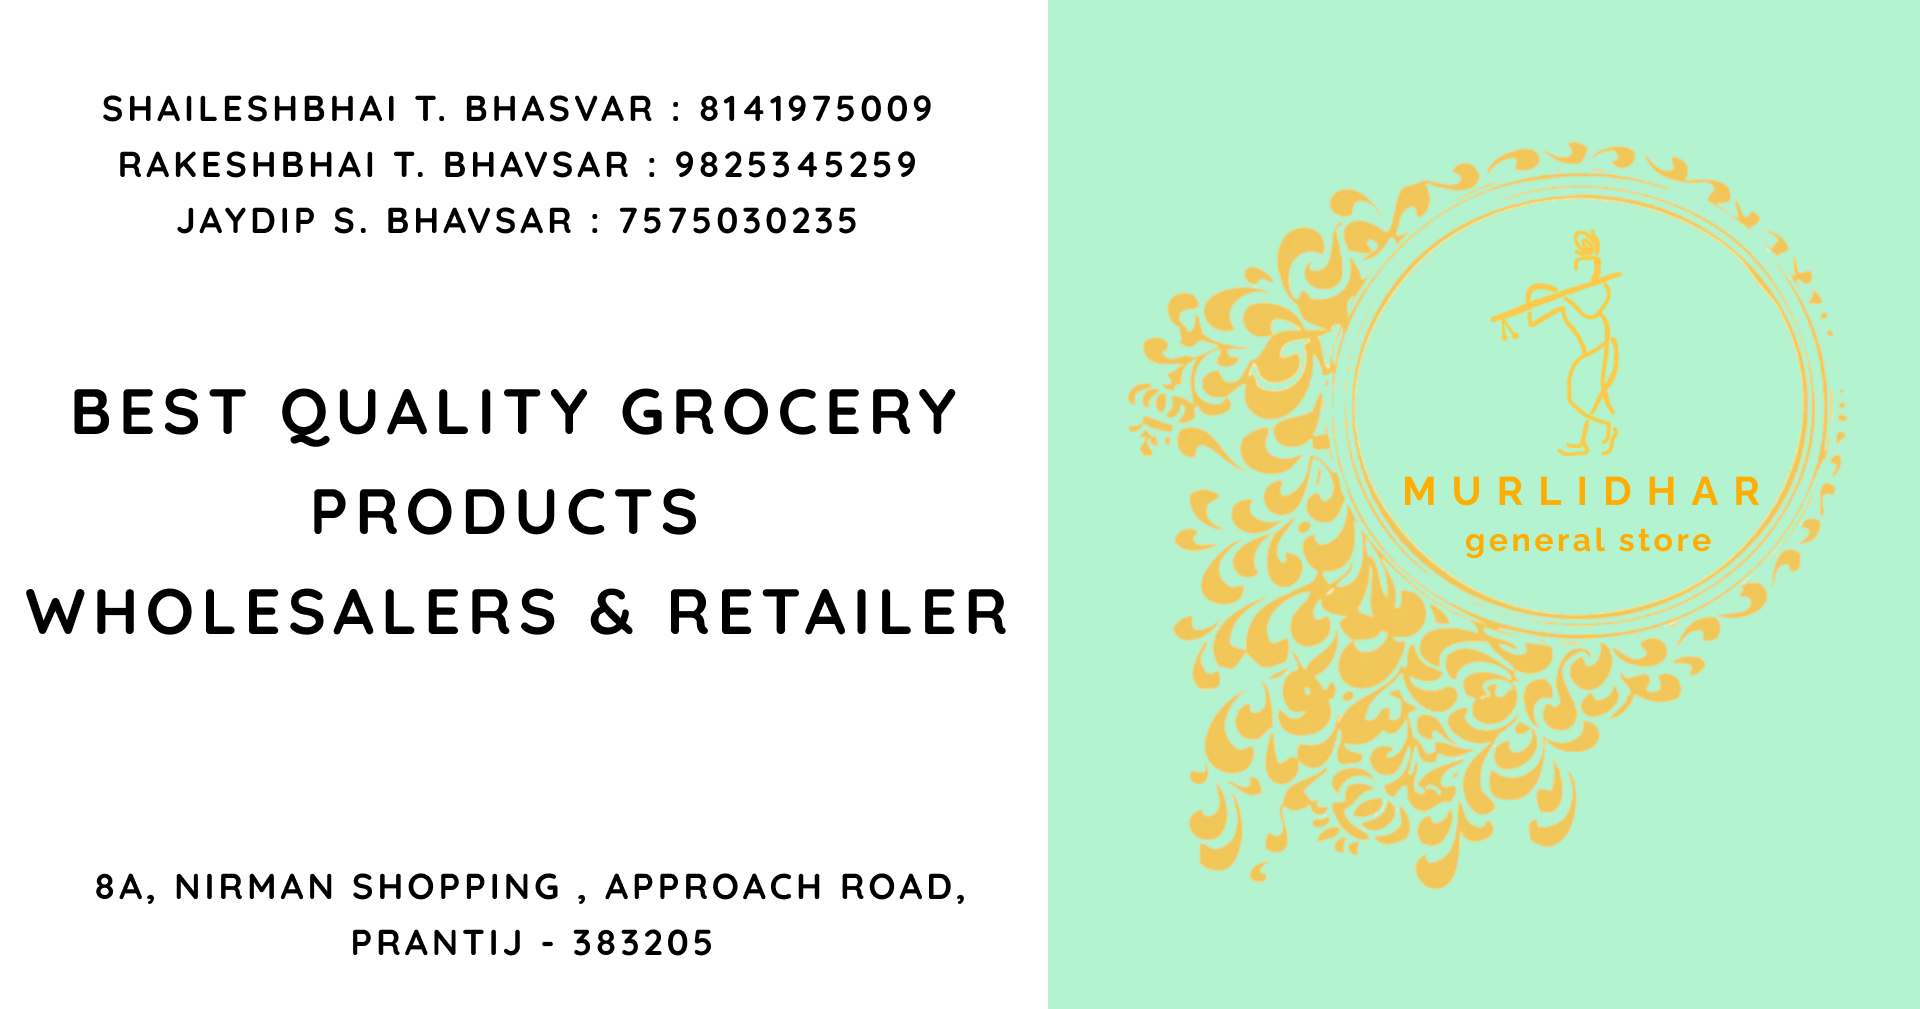 SHAILESHBHAI T. BHASVAR : 8141975009
RAKESHBHAI T. BHAVSAR : 9825345259
JAYDIP S. BHAVSAR : 7575030235
BEST QUALITY GROCERY
PRODUCTS
WHOLESALERS & RETAILER
8A, NIRMAN SHOPPING , APPROACH ROAD,
PRANTIJ - 383205
MURLIDHAR
general store